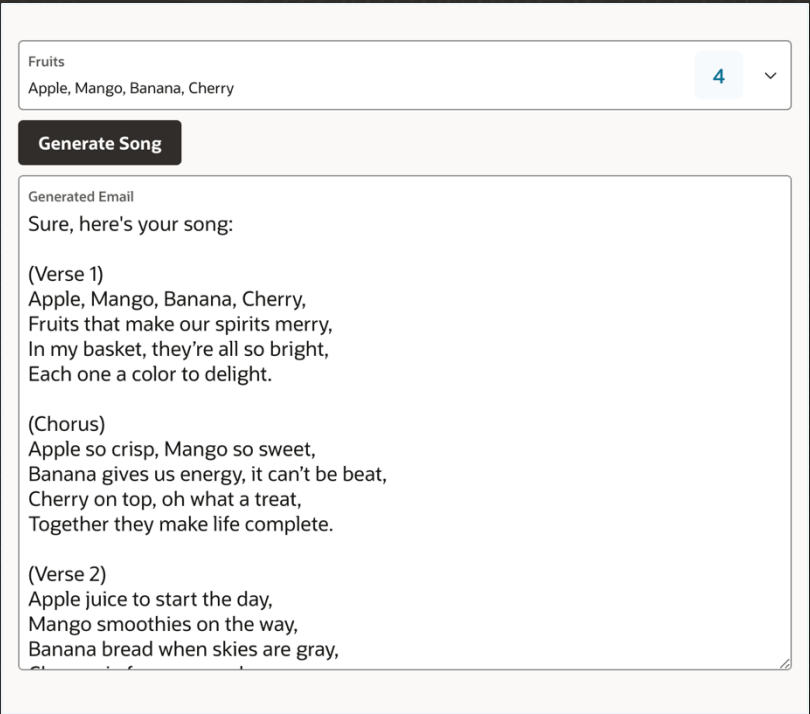 Fruits
Apple, Mango, Banana, Cherry
4
Generate Song
Generated Email
Sure, here's your song:
(Verse 1)
Apple, Mango, Banana, Cherry,
Fruits that make our spirits merry,
In my basket, they’re all so bright,
Each one a color to delight.
(Chorus)
Apple so crisp, Mango so sweet,
Banana gives us energy, it can’t be beat,
Cherry on top, oh what a treat,
Together they make life complete.
(Verse 2)
Apple juice to start the day,
Mango smoothies on the way,
Banana bread when skies are gray,